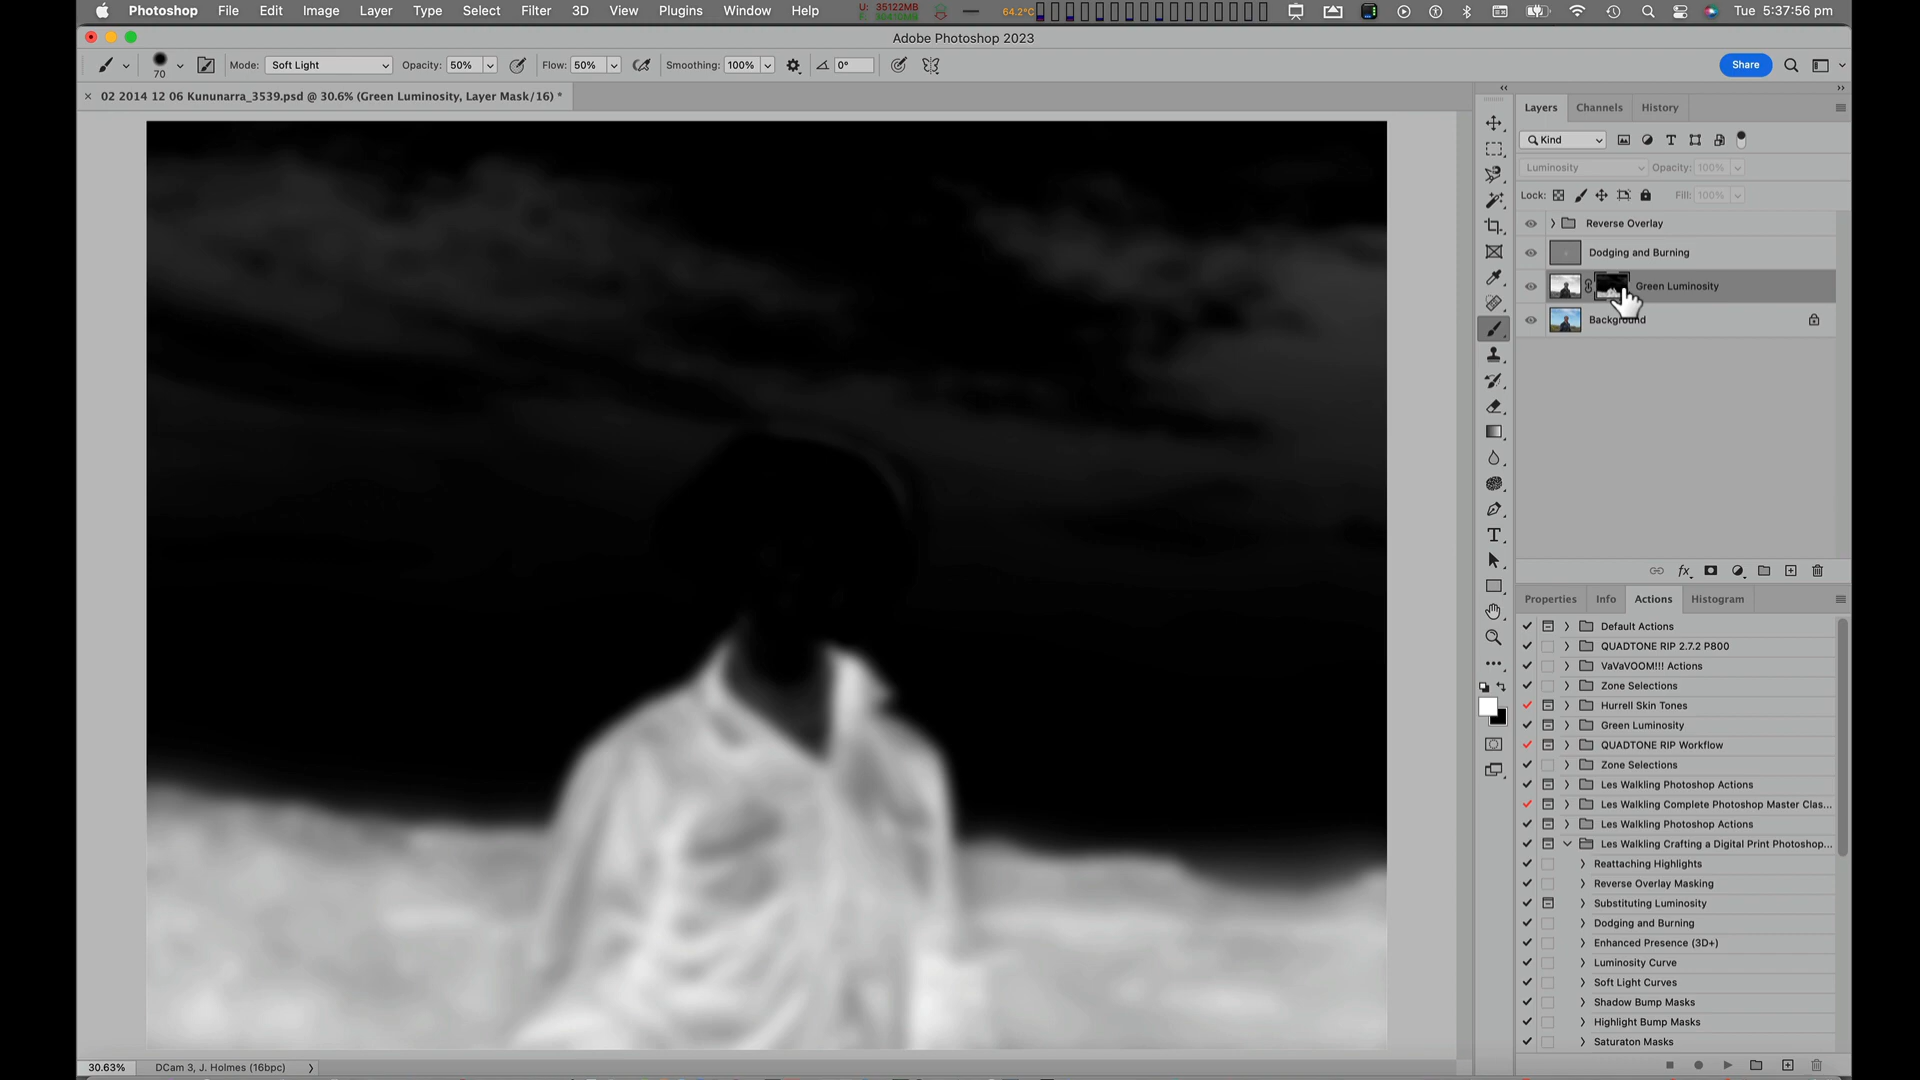 Photoshop File Edit Image Layer Type Select Filter 3D View Plugins Window Help U: 35122MB 64.2°C Tue 5:37:56 pm
Adobe Photoshop 2023
70 Mode: Soft Light Opacity: 50% Flow: 50% Smoothing: 100% 0° Share
02 2014 12 06 Kununarra_3539.psd @ 30.6% (Green Luminosity, Layer Mask/16) *
Layers Channels History
Kind
Luminosity Opacity: 100%
Lock: Fill: 100%
Reverse Overlay
Dodging and Burning
Green Luminosity
Background
fx
Properties Info Actions Histogram
Default Actions
QUADTONE RIP 2.7.2 P800
VaVaVOOM!!! Actions
Zone Selections
Hurrell Skin Tones
Green Luminosity
QUADTONE RIP Workflow
Zone Selections
Les Walkling Photoshop Actions
Les Walkling Complete Photoshop Master Clas...
Les Walkling Photoshop Actions
Les Walkling Crafting a Digital Print Photoshop...
Reattaching Highlights
Reverse Overlay Masking
Substituting Luminosity
Dodging and Burning
Enhanced Presence (3D+)
Luminosity Curve
Soft Light Curves
Shadow Bump Masks
Highlight Bump Masks
Saturaton Masks
30.63% DCam 3, J. Holmes (16bpc)